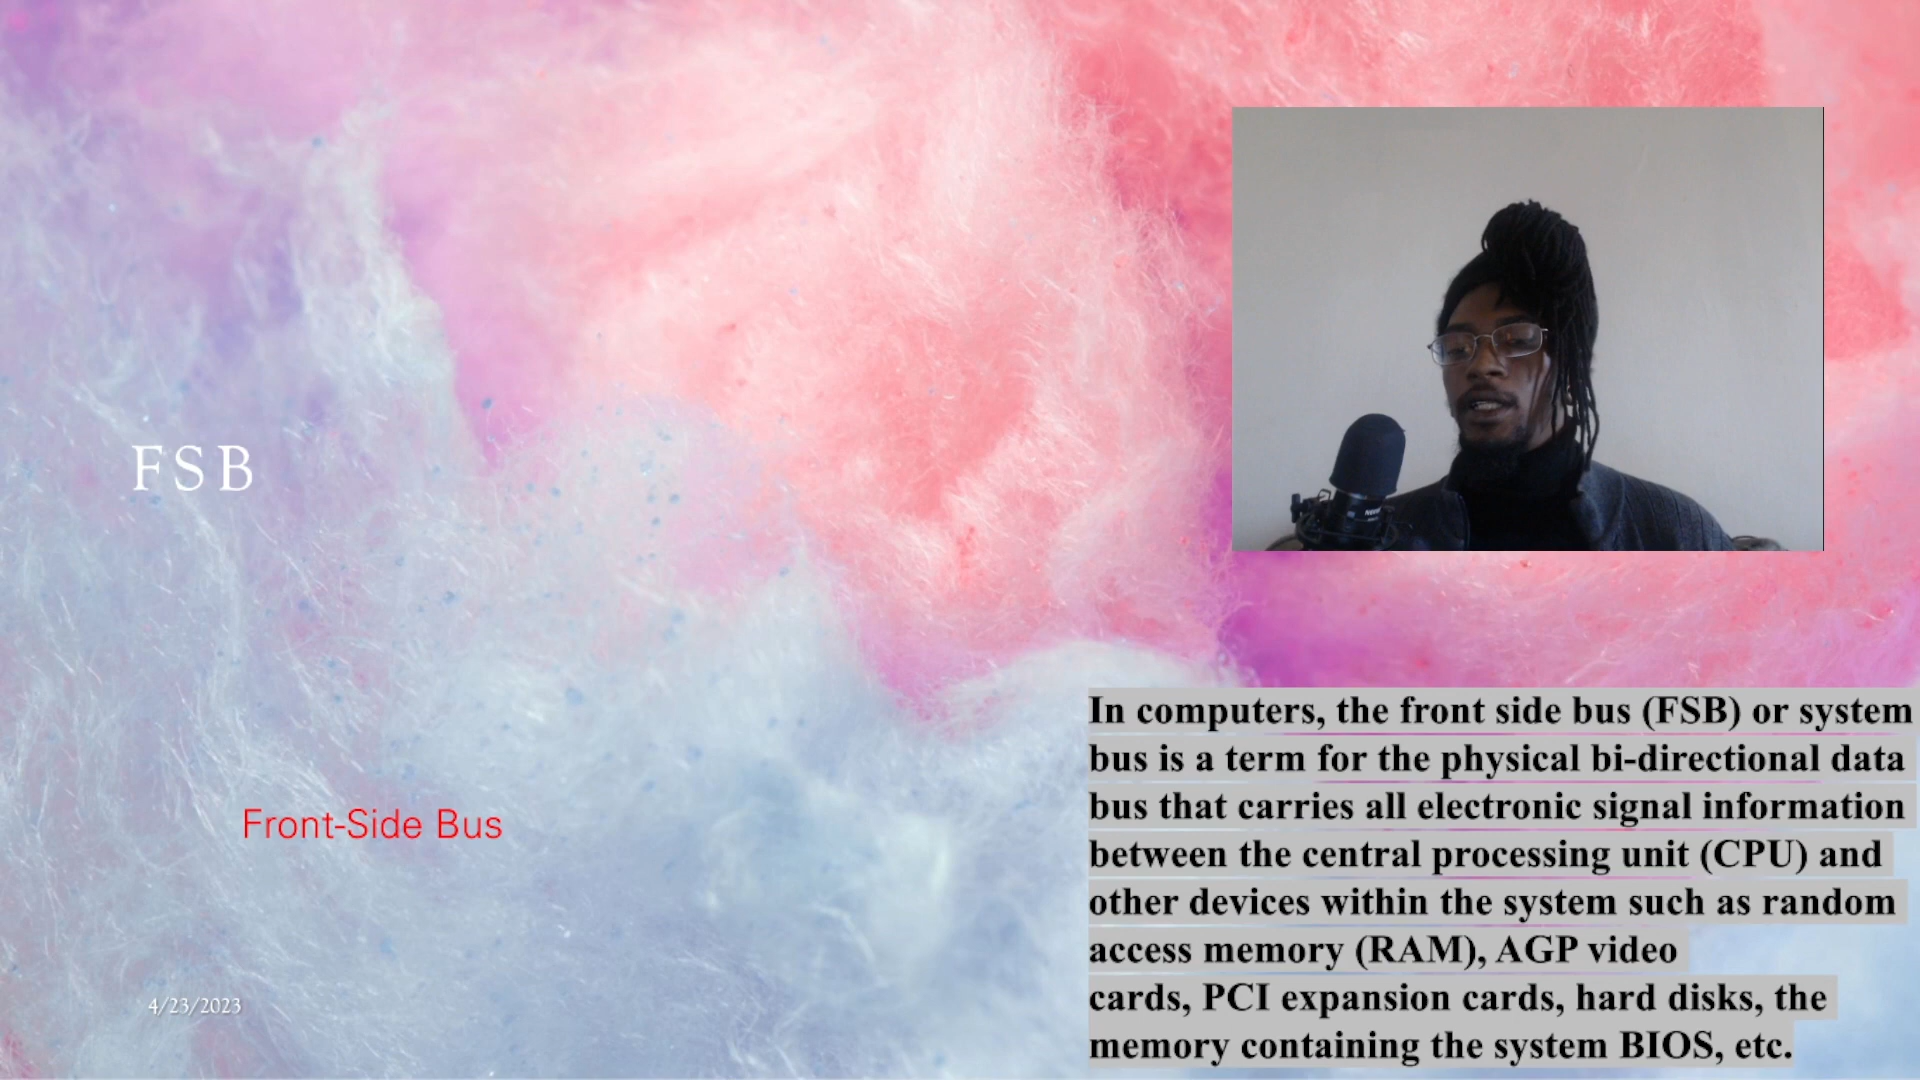 FSB
Front-Side Bus
4/23/2023
In computers, the front side bus (FSB) or system
bus is a term for the physical bi-directional data
bus that carries all electronic signal information
between the central processing unit (CPU) and
other devices within the system such as random
access memory (RAM), AGP video
cards, PCI expansion cards, hard disks, the
memory containing the system BIOS, etc.